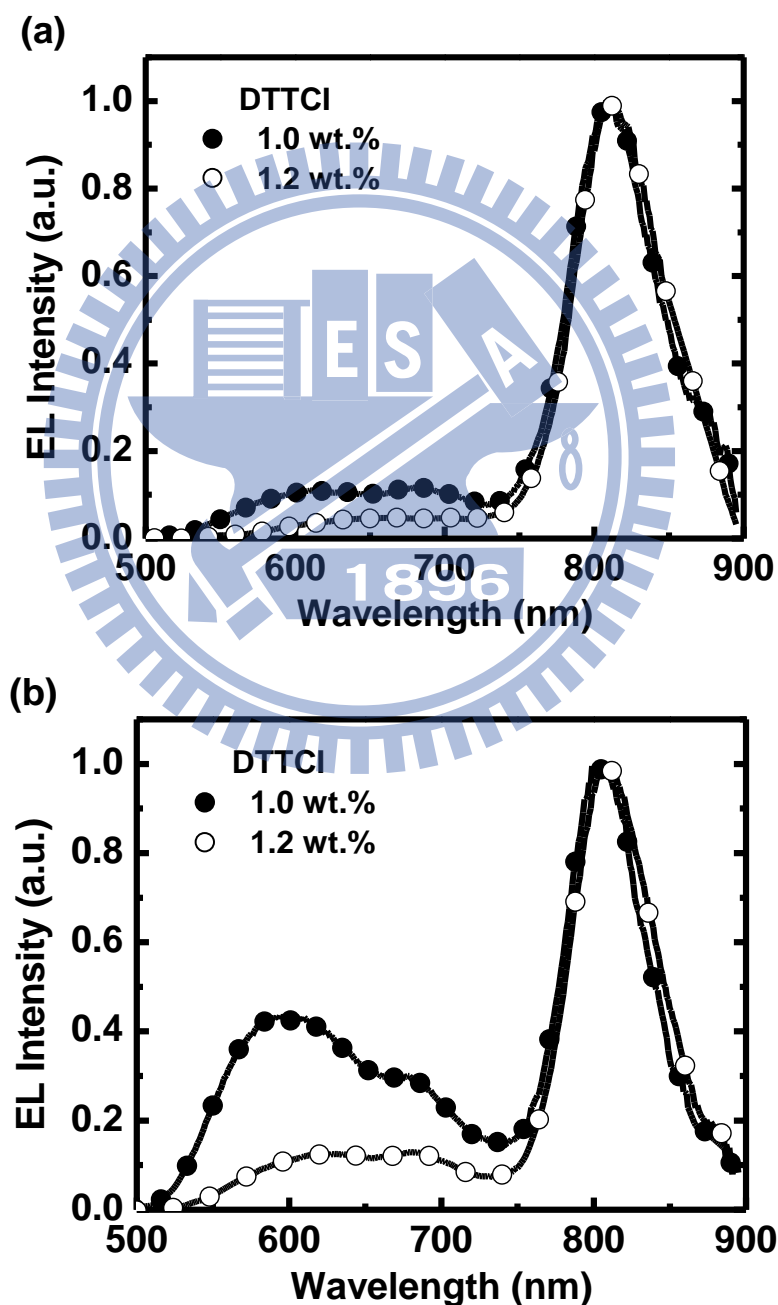 (a)
EL Intensity (a.u.)
1.0
0.8
0.6
0.4
0.2
0.0
DTTCI
1.0 wt.%
1.2 wt.%
E S A
8
1896
500 600 700 800 900
Wavelength (nm)
(b)
EL Intensity (a.u.)
1.0
0.8
0.6
0.4
0.2
0.0
DTTCI
1.0 wt.%
1.2 wt.%
500 600 700 800 900
Wavelength (nm)